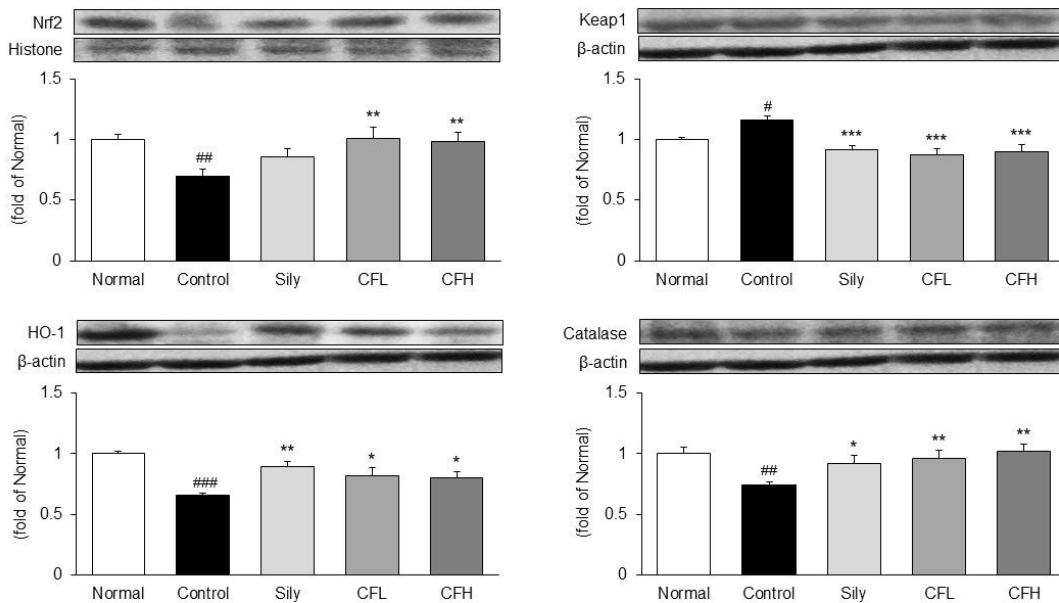 Nrf2
Histone
1.5
1
0.5
0
(fold of Normal)
##
**
**
Normal Control Sily CFL CFH
Keap1
β-actin
1.5
1
0.5
0
(fold of Normal)
#
***
***
***
Normal Control Sily CFL CFH
HO-1
β-actin
1.5
1
0.5
0
(fold of Normal)
###
**
*
*
Normal Control Sily CFL CFH
Catalase
β-actin
1.5
1
0.5
0
(fold of Normal)
##
*
**
**
Normal Control Sily CFL CFH